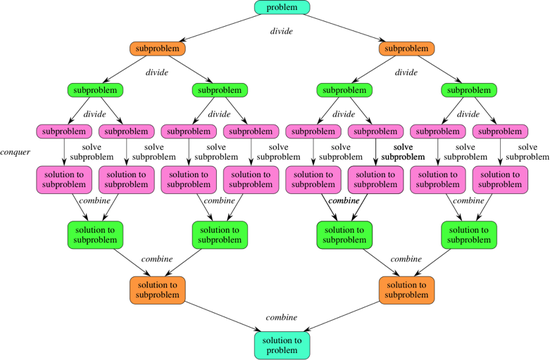 problem
divide
subproblem subproblem
divide divide
subproblem subproblem subproblem subproblem
divide divide divide divide
subproblem subproblem subproblem subproblem subproblem subproblem subproblem subproblem
conquer
solve solve solve solve solve solve solve solve
subproblem subproblem subproblem subproblem subproblem subproblem subproblem subproblem
solution to solution to solution to solution to solution to solution to solution to solution to
subproblem subproblem subproblem subproblem subproblem subproblem subproblem subproblem
combine combine combine combine
solution to solution to solution to solution to
subproblem subproblem subproblem subproblem
combine combine
solution to solution to
subproblem subproblem
combine
solution to
problem